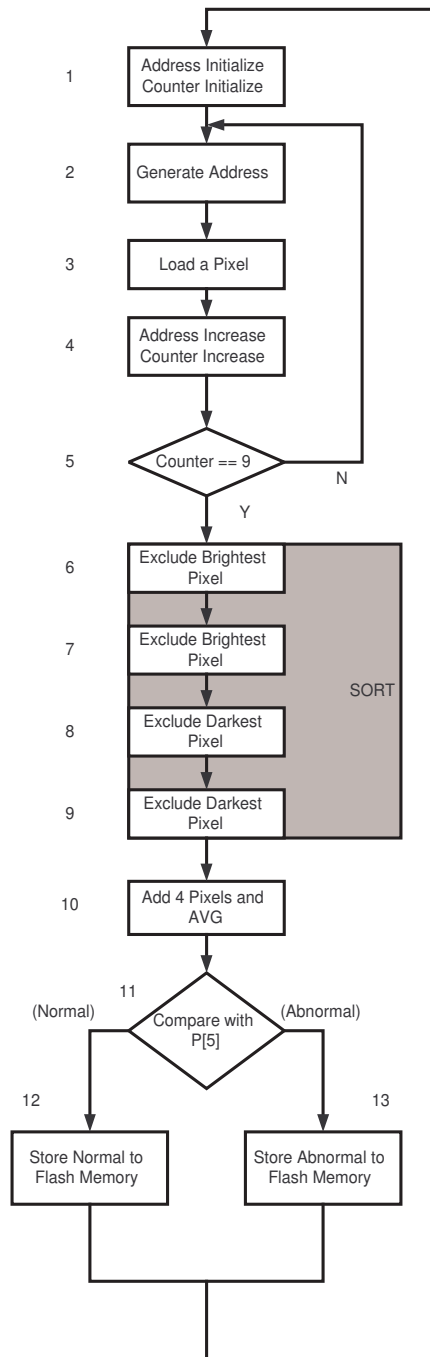 1
Address Initialize
Counter Initialize
2
Generate Address
3
Load a Pixel
4
Address Increase
Counter Increase
5
Counter == 9
N
Y
6
Exclude Brightest
Pixel
7
Exclude Brightest
Pixel
SORT
8
Exclude Darkest
Pixel
9
Exclude Darkest
Pixel
10
Add 4 Pixels and
AVG
11
(Normal)
(Abnormal)
Compare with
P[5]
12
13
Store Normal to
Flash Memory
Store Abnormal to
Flash Memory